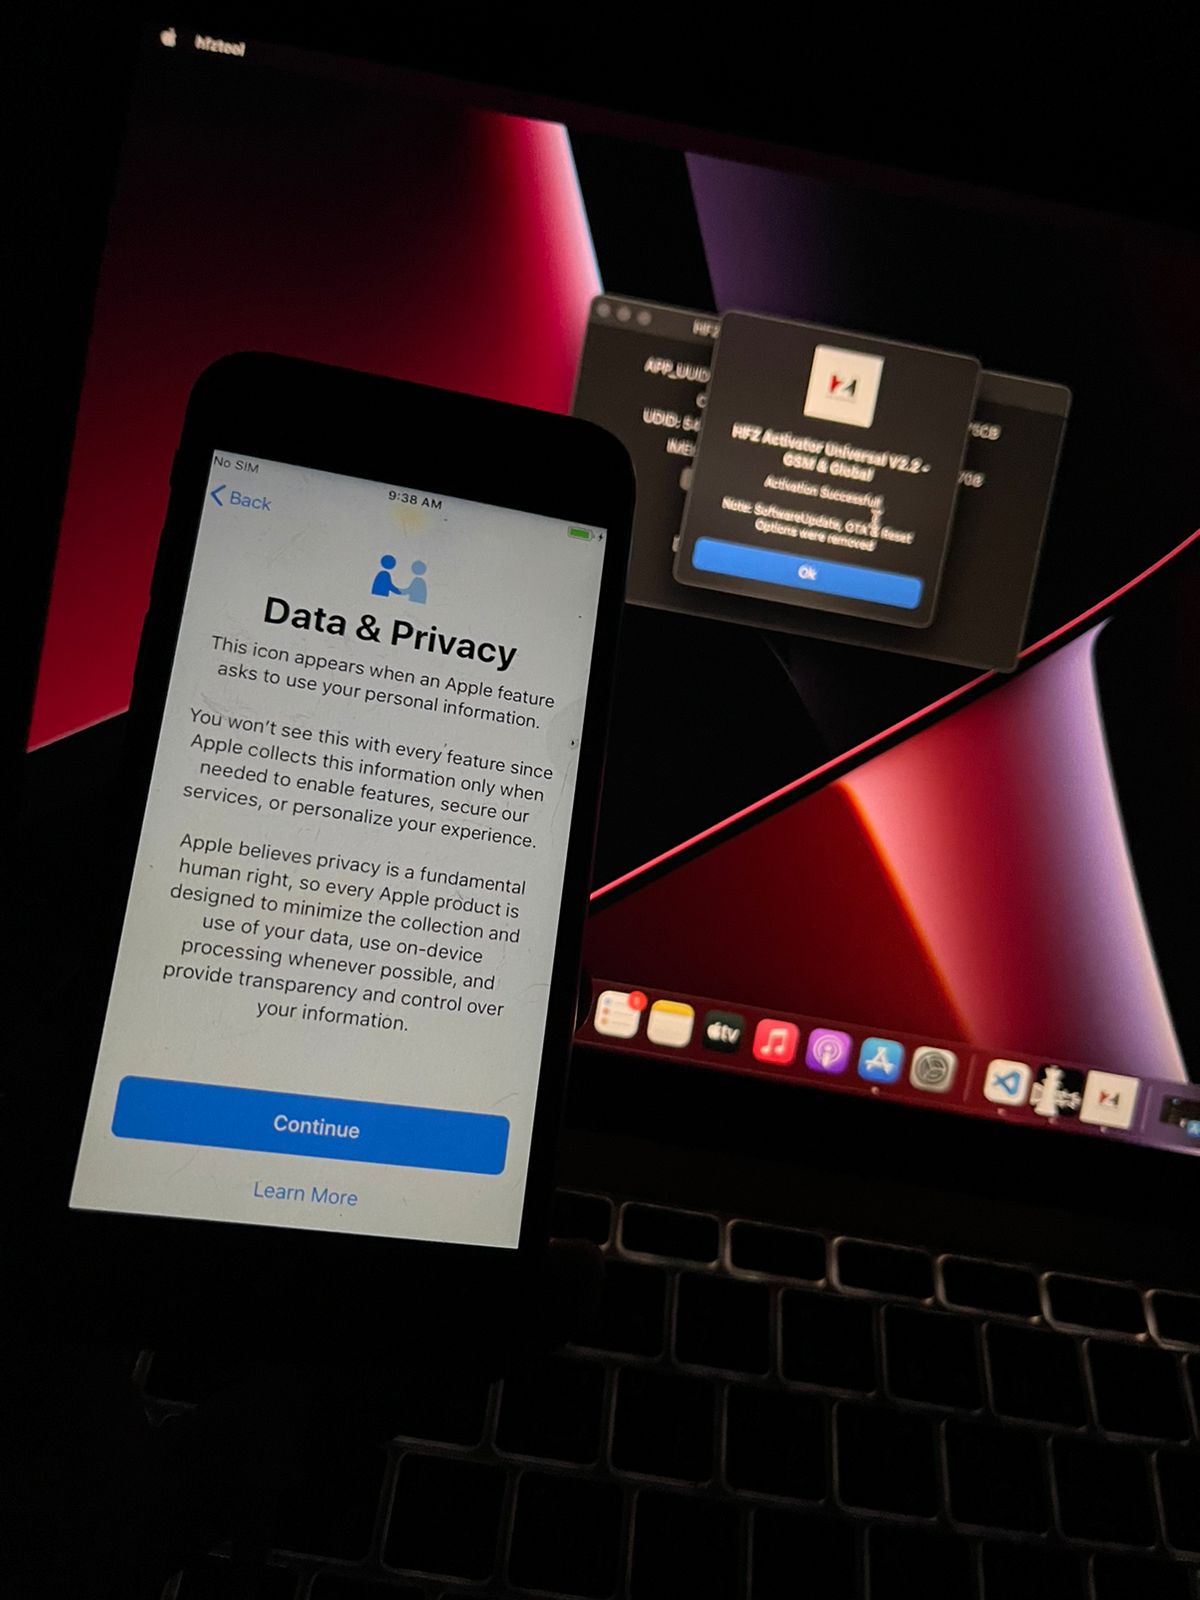 hfztool
HFZ
APP_UUID
UDID: 54
IMEI
HFZ Activator Universal V2.2 -
GSM & Global
Activation Successful,
Note: SoftwareUpdate, OTA & Reset
Options were removed
Ok
No SIM
9:38 AM
Back
Data & Privacy
This icon appears when an Apple feature
asks to use your personal information.
You won't see this with every feature since
Apple collects this information only when
needed to enable features, secure our
services, or personalize your experience.
Apple believes privacy is a fundamental
human right, so every Apple product is
designed to minimize the collection and
use of your data, use on-device
processing whenever possible, and
provide transparency and control over
your information.
Continue
Learn More
tv